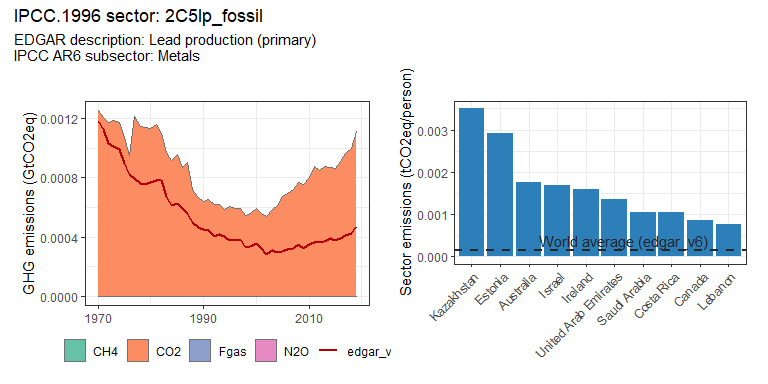 IPCC.1996 sector: 2C5lp_fossil
EDGAR description: Lead production (primary)
IPCC AR6 subsector: Metals
GHG emissions (GtCO2eq)
0.0012
0.0008
0.0004
0.0000
1970
1990
2010
CH4
CO2
Fgas
N2O
edgar_v
Sector emissions (tCO2eq/person)
0.003
0.002
0.001
0.000
World average (edgar_v6)
Kazakhstan
Estonia
Australia
Israel
Ireland
United Arab Emirates
Saudi Arabia
Costa Rica
Canada
Lebanon